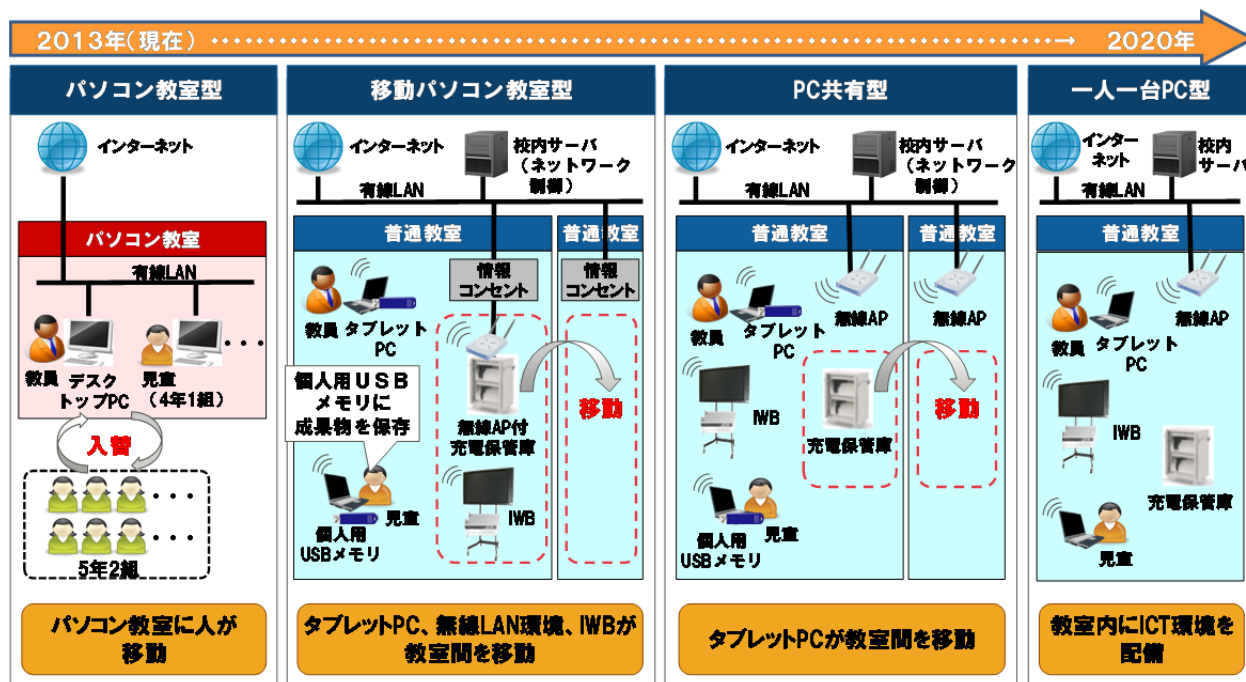 2013年(現在)
2020年
パソコン教室型
インターネット
パソコン教室
有線LAN
教員
デスク
トップPC
児童
(4年1組)
・・・
入替
・・・
・・・
5年2組
パソコン教室に人が
移動
移動パソコン教室型
インターネット
校内サーバ
(ネットワーク
制御)
有線LAN
普通教室
普通教室
情報
コンセント
情報
コンセント
教員
タブレット
PC
個人用USB
メモリに
成果物を保存
無線AP付
充電保管庫
移動
児童
個人用
USBメモリ
IWB
タブレットPC、無線LAN環境、IWBが
教室間を移動
PC共有型
インターネット
校内サーバ
(ネットワーク
制御)
有線LAN
普通教室
普通教室
教員
タブレット
PC
無線AP
無線AP
IWB
充電保管庫
移動
児童
個人用
USBメモリ
タブレットPCが教室間を移動
一人一台PC型
インター
ネット
校内
サーバ
有線LAN
普通教室
教員
タブレット
PC
無線AP
IWB
充電保管庫
児童
教室内にICT環境を
配備